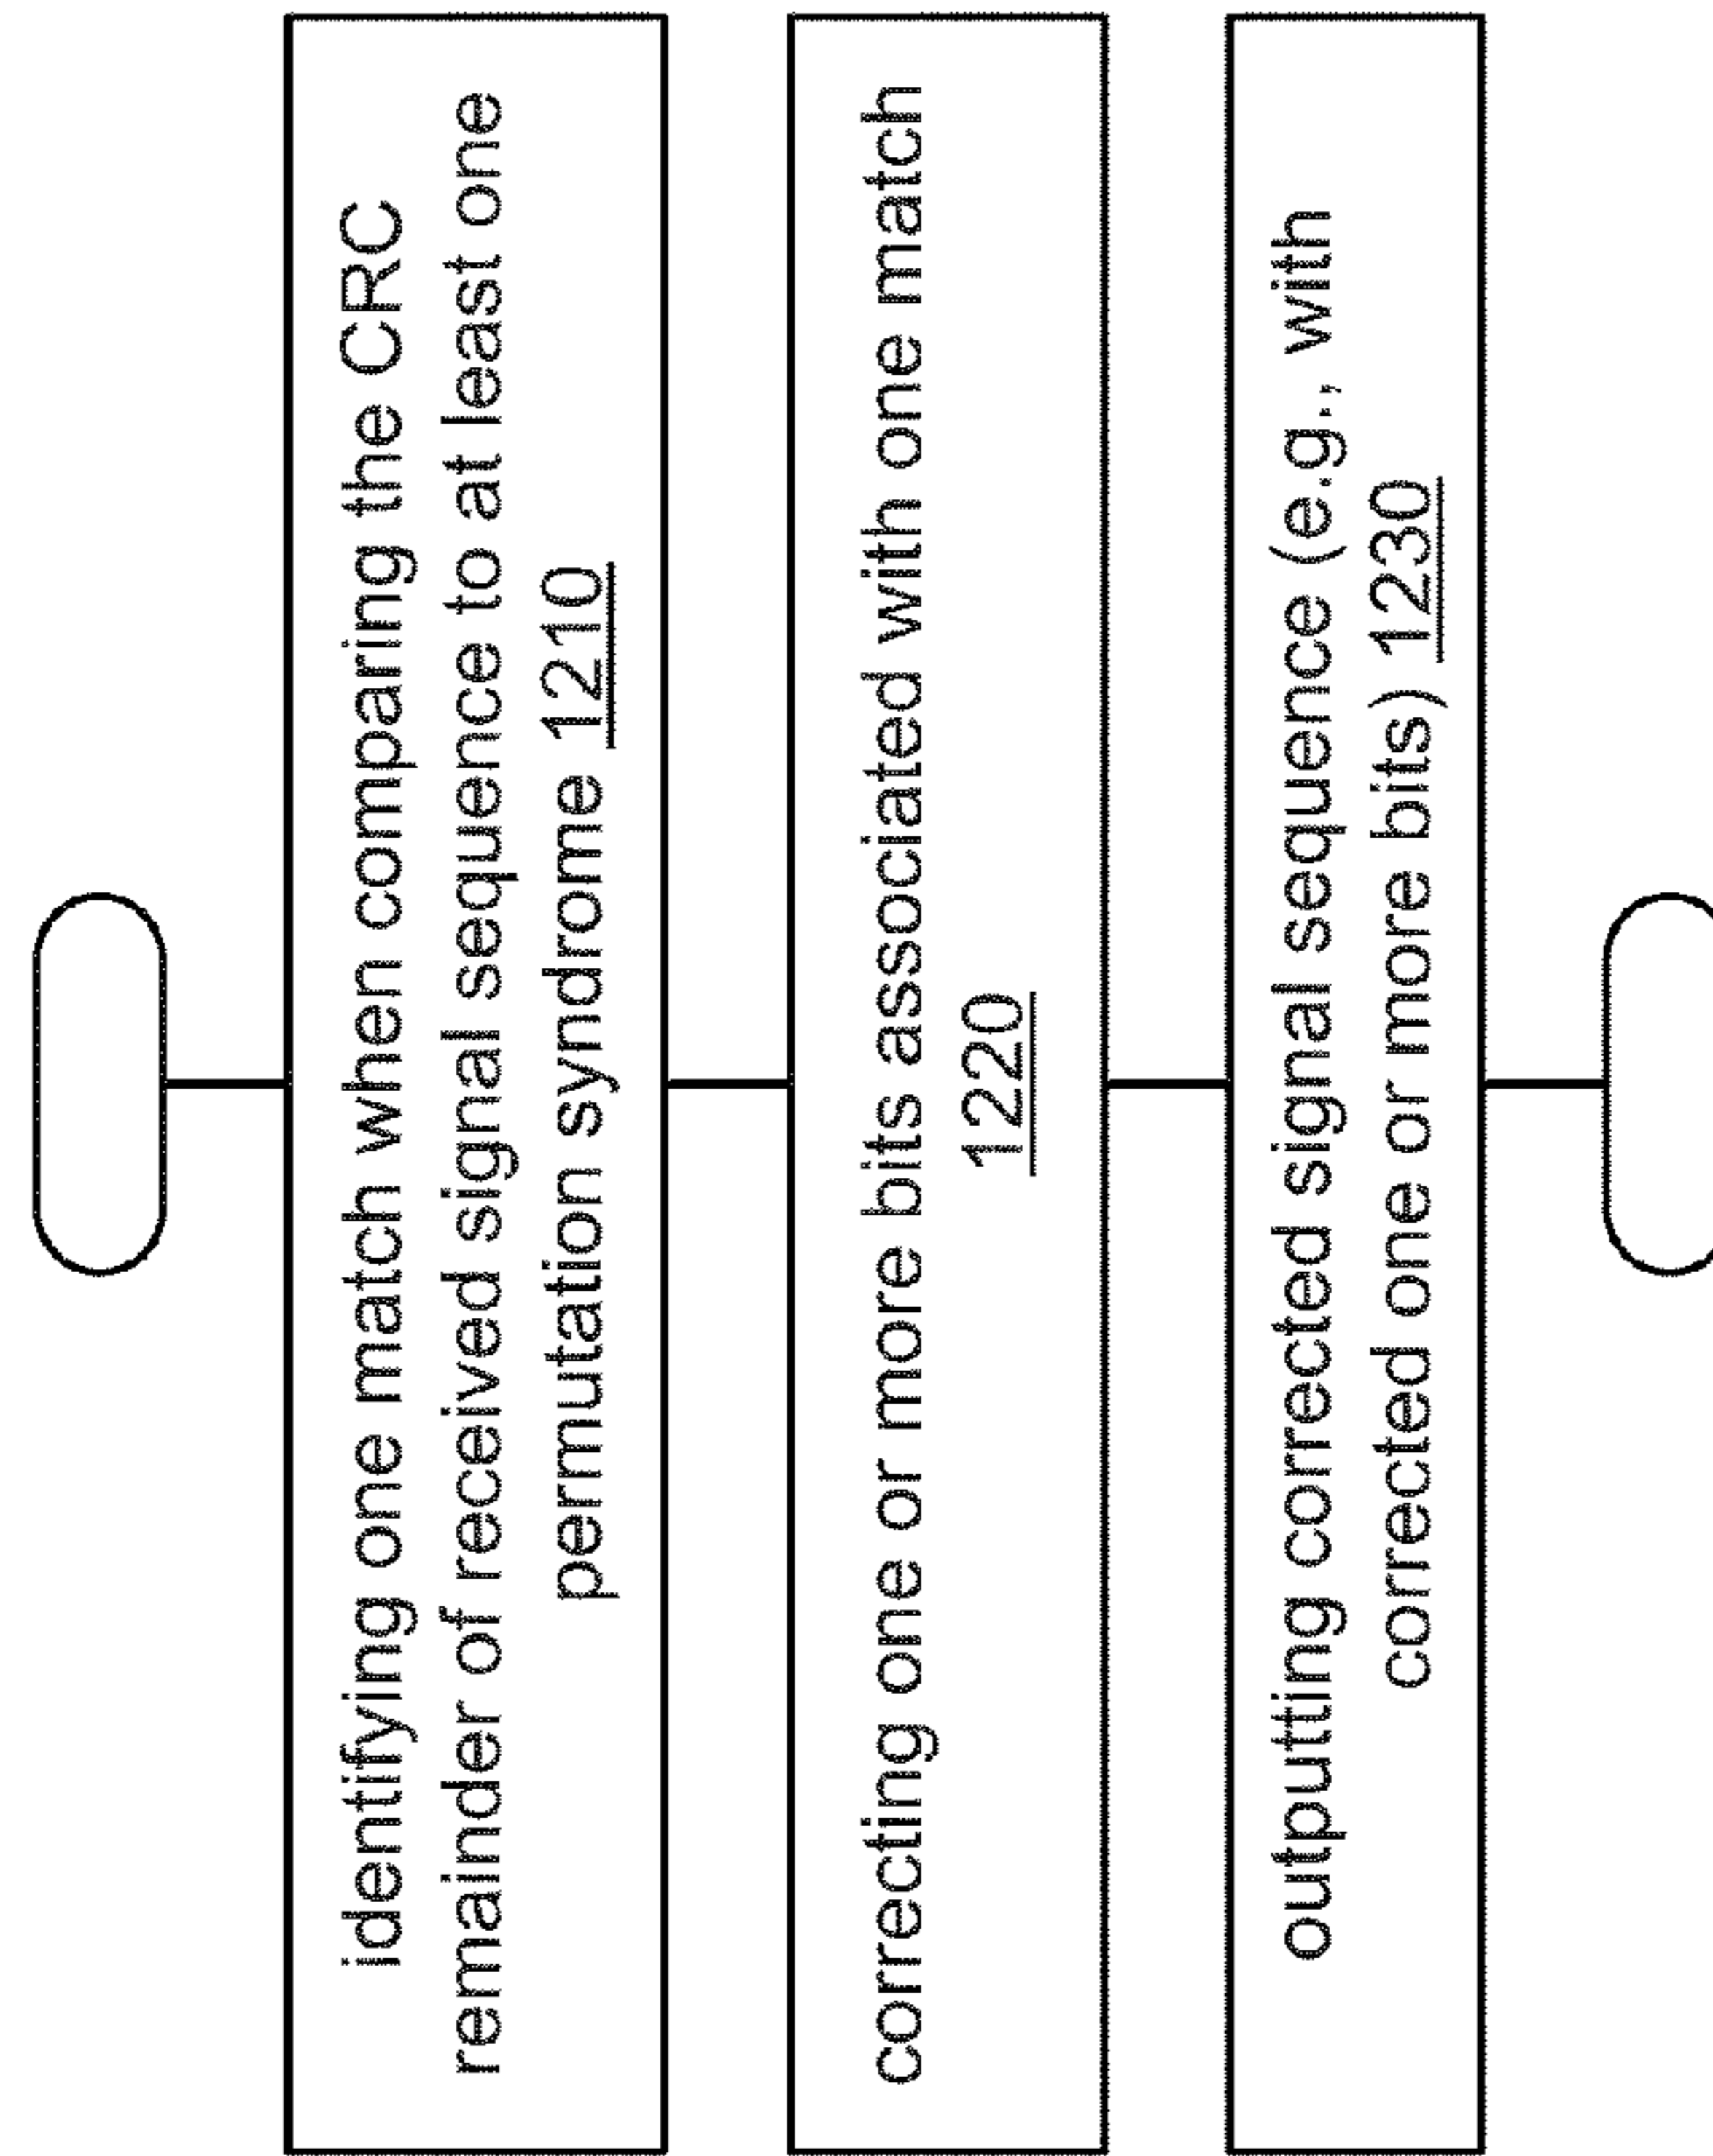 identifying one match when comparing the CRC
remainder of received signal sequence to at least one
permutation syndrome 1210
correcting one or more bits associated with one match
1220
outputting corrected signal sequence (e.g., with
corrected one or more bits) 1230